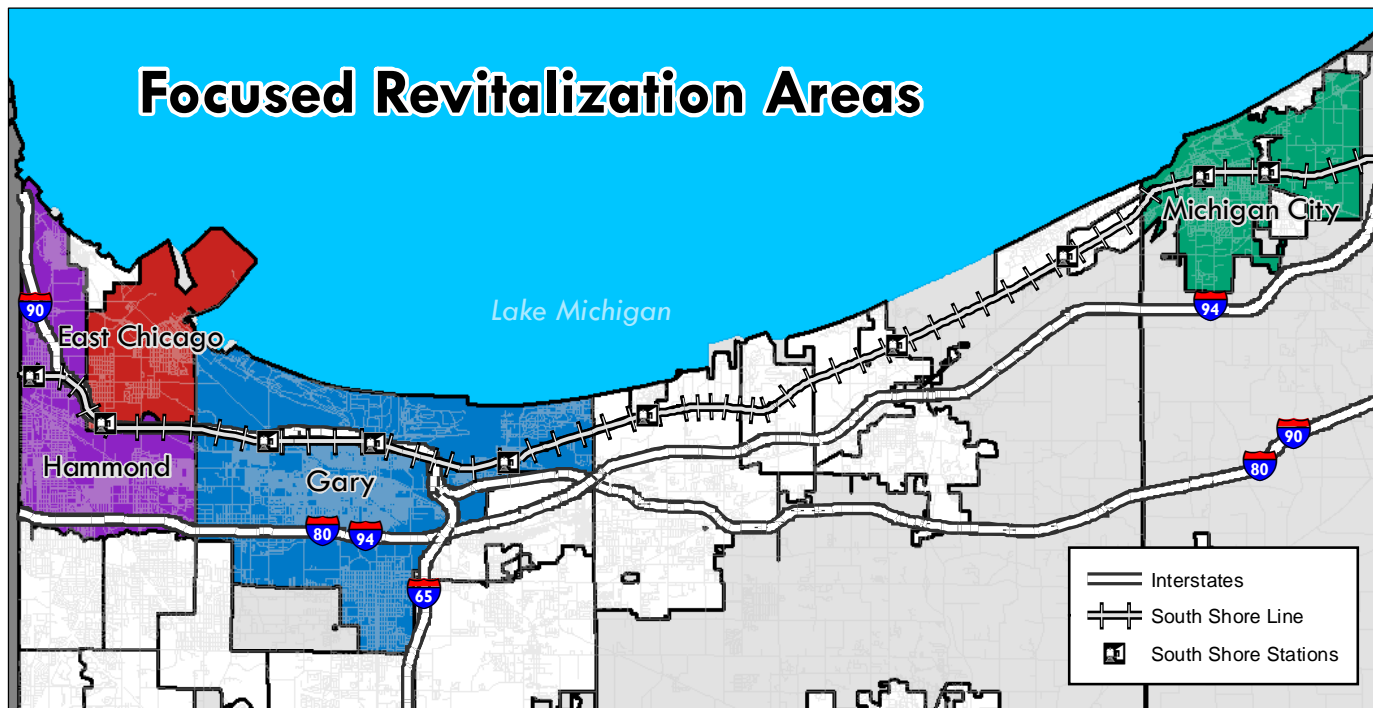 Focused Revitalization Areas
Michigan City
90
Lake Michigan
94
East Chicago
90
Hammond
80
Gary
80
94
65
Interstates
South Shore Line
South Shore Stations